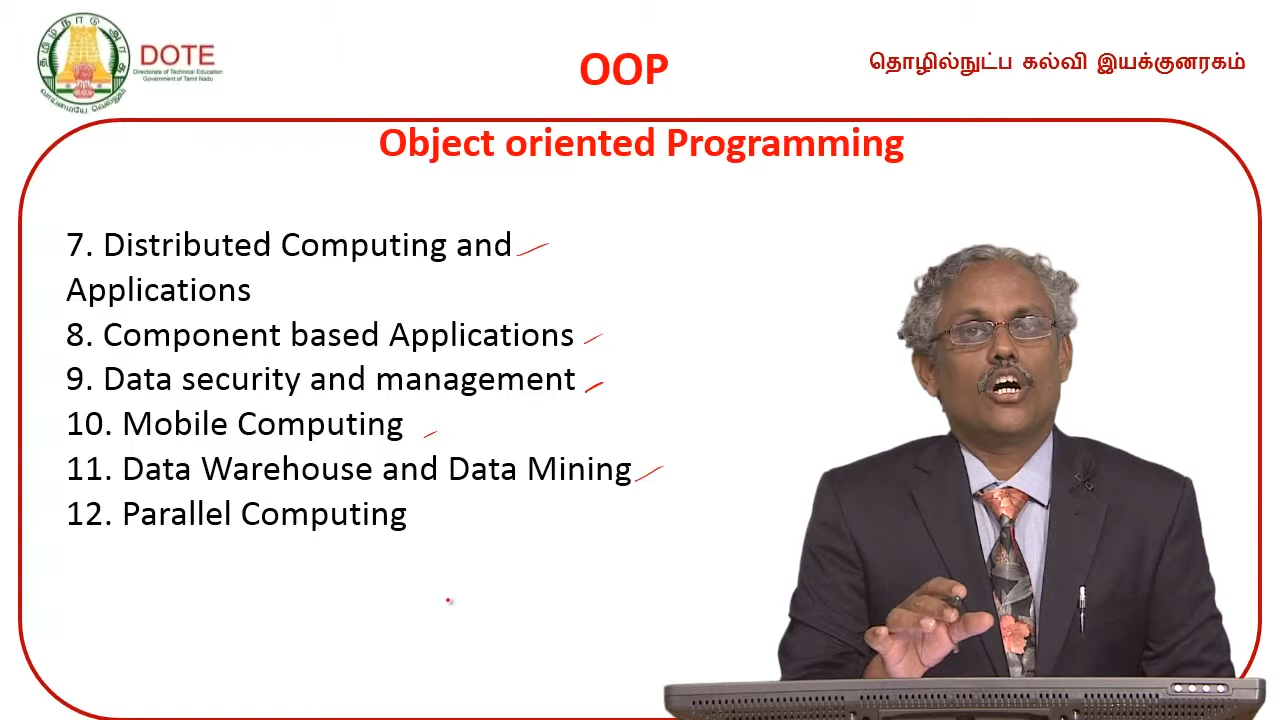 DOTE
Directorate of Technical Education
Government of Tamil Nadu
OOP
தொழில்நுட்ப கல்வி இயக்குனரகம்
Object oriented Programming
7. Distributed Computing and
Applications
8. Component based Applications
9. Data security and management
10. Mobile Computing
11. Data Warehouse and Data Mining
12. Parallel Computing